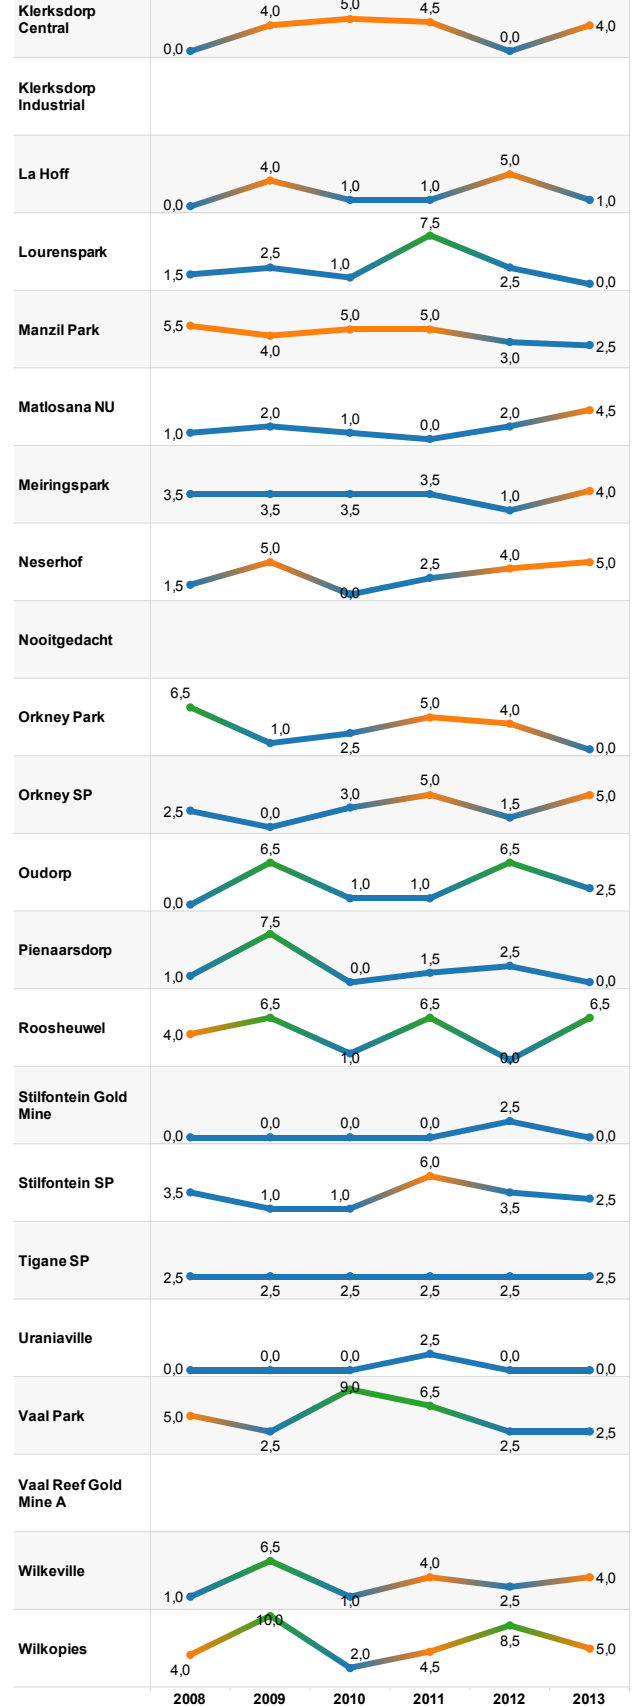 Klerksdorp
Central
0,0 4,0 5,0 4,5 0,0 4,0
Klerksdorp
Industrial
La Hoff
0,0 4,0 1,0 1,0 5,0 1,0
Lourenspark
1,5 2,5 1,0 7,5 2,5 0,0
Manzil Park
5,5 4,0 5,0 5,0 3,0 2,5
Matlosana NU
1,0 2,0 1,0 0,0 2,0 4,5
Meiringspark
3,5 3,5 3,5 3,5 1,0 4,0
Neserhof
1,5 5,0 0,0 2,5 4,0 5,0
Nooitgedacht
Orkney Park
6,5 1,0 2,5 5,0 4,0 0,0
Orkney SP
2,5 0,0 3,0 5,0 1,5 5,0
Oudorp
0,0 6,5 1,0 1,0 6,5 2,5
Pienaarsdorp
1,0 7,5 0,0 1,5 2,5 0,0
Roosheuwel
4,0 6,5 1,0 6,5 0,0 6,5
Stilfontein Gold
Mine
0,0 0,0 0,0 0,0 2,5 0,0
Stilfontein SP
3,5 1,0 1,0 6,0 3,5 2,5
Tigane SP
2,5 2,5 2,5 2,5 2,5 2,5
Uraniaville
0,0 0,0 0,0 2,5 0,0 0,0
Vaal Park
5,0 2,5 9,0 6,5 2,5 2,5
Vaal Reef Gold
Mine A
Wilkeville
1,0 6,5 1,0 4,0 2,5 4,0
Wilkopies
4,0 10,0 2,0 4,5 8,5 5,0
2008 2009 2010 2011 2012 2013